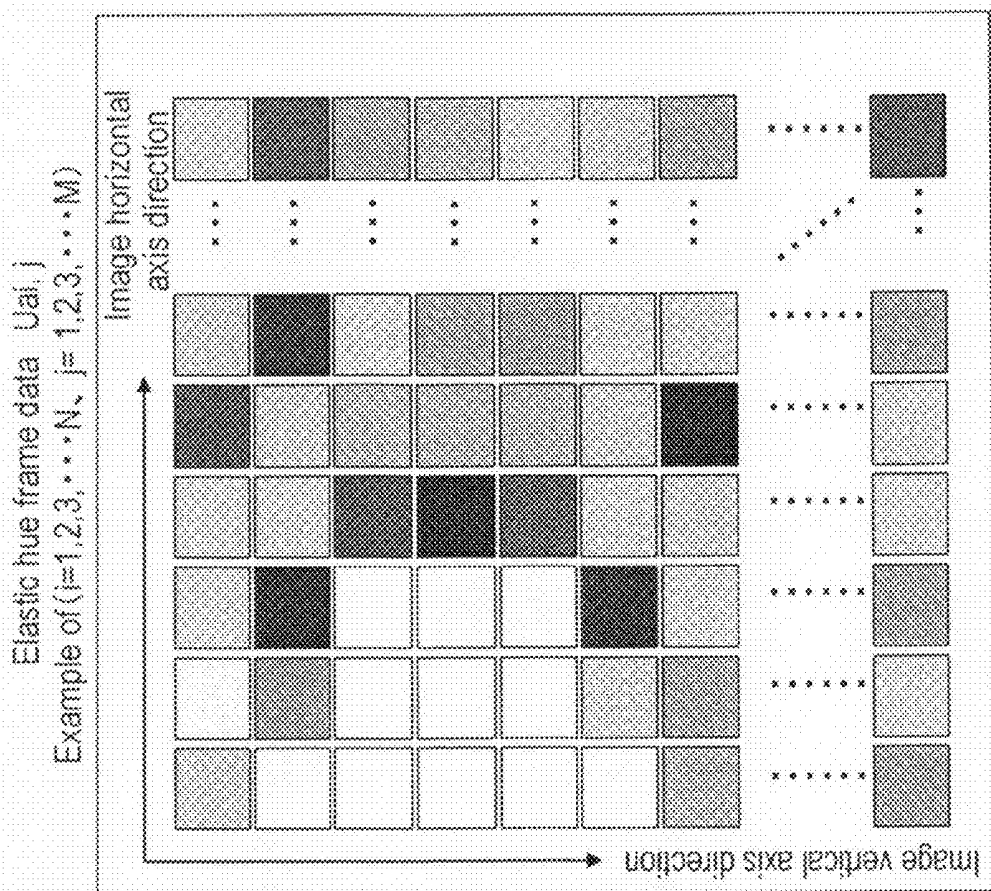 Elastic hue frame data Uai, j
Example of (i=1,2,3,・・・N、j= 1,2,3,・・・M)
Image horizontal
axis direction
Image vertical axis direction